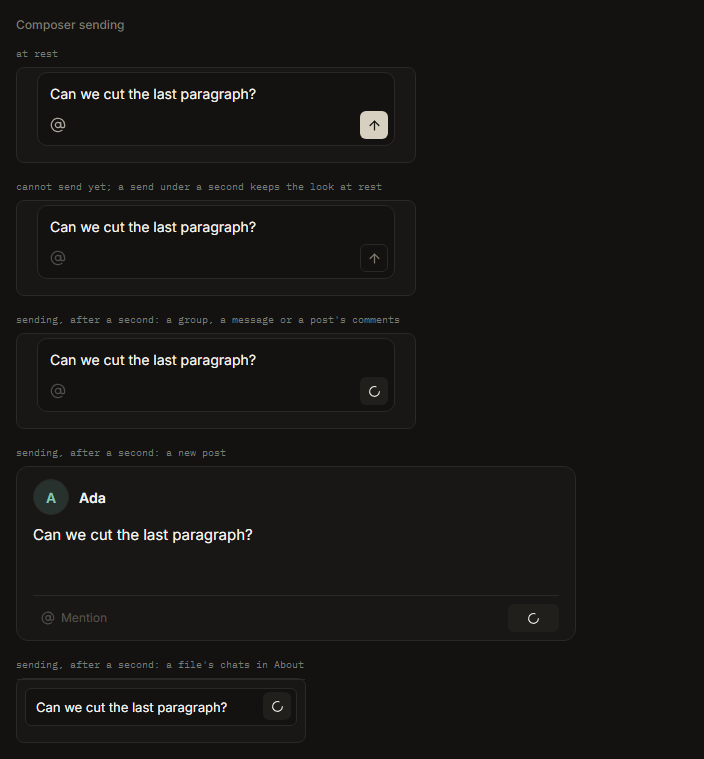 Composer sending
at rest
Can we cut the last paragraph?
@
cannot send yet; a send under a second keeps the look at rest
Can we cut the last paragraph?
@
sending, after a second: a group, a message or a post's comments
Can we cut the last paragraph?
@
sending, after a second: a new post
A Ada
Can we cut the last paragraph?
@ Mention
sending, after a second: a file's chats in About
Can we cut the last paragraph?